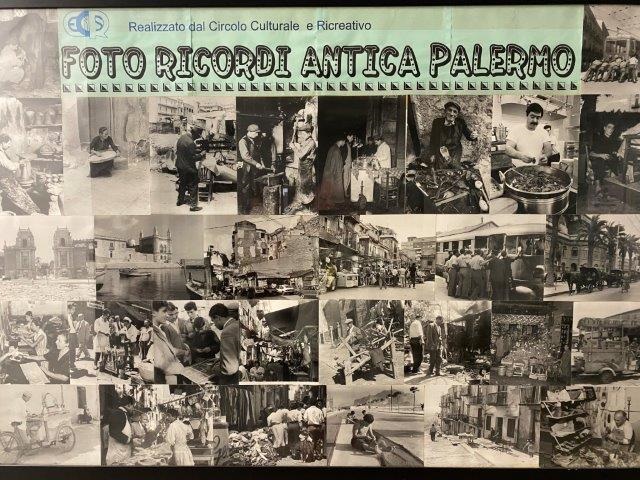 Realizzato dal Circolo Culturale e Ricreativo
FOTO RICORDI ANTICA PALERMO